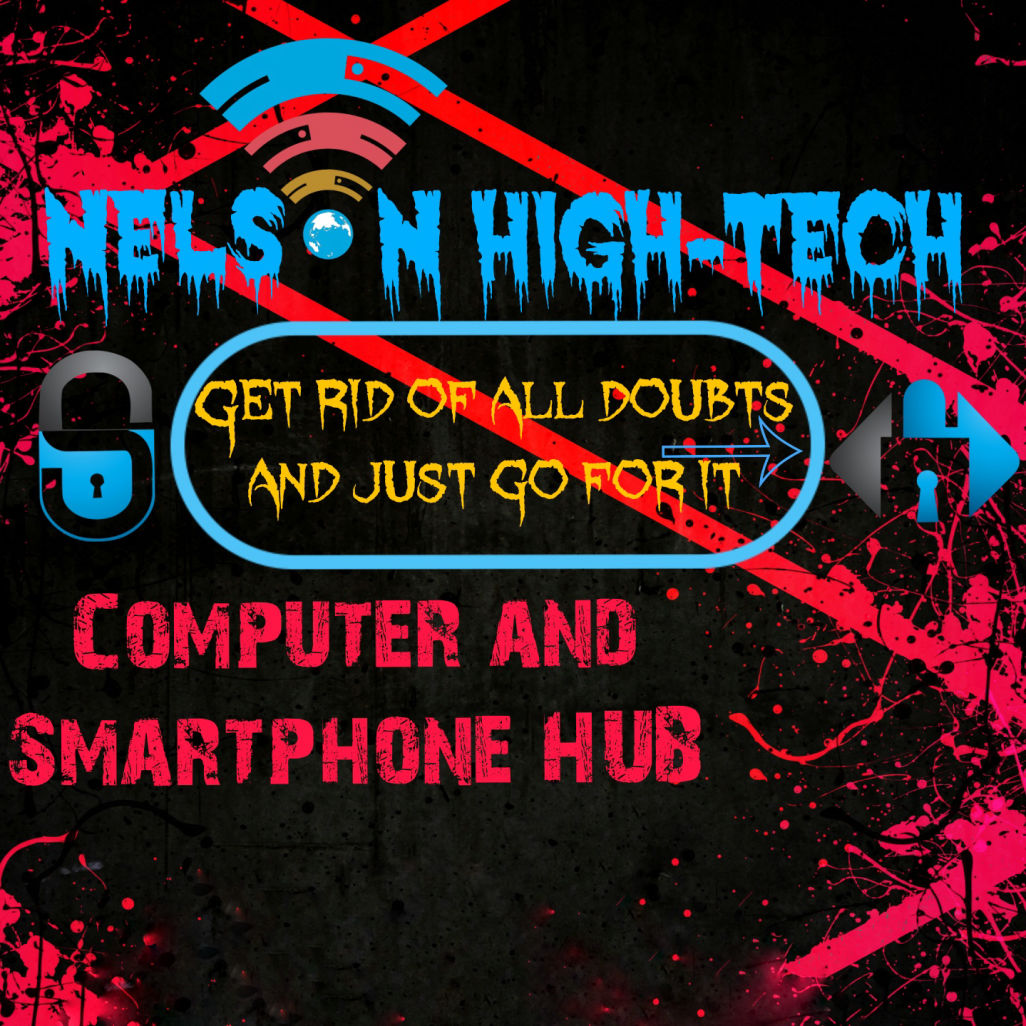 NELSON HIGH-TECH
GET RID OF ALL DOUBTS
AND JUST GO FOR IT
COMPUTER AND
SMARTPHONE HUB